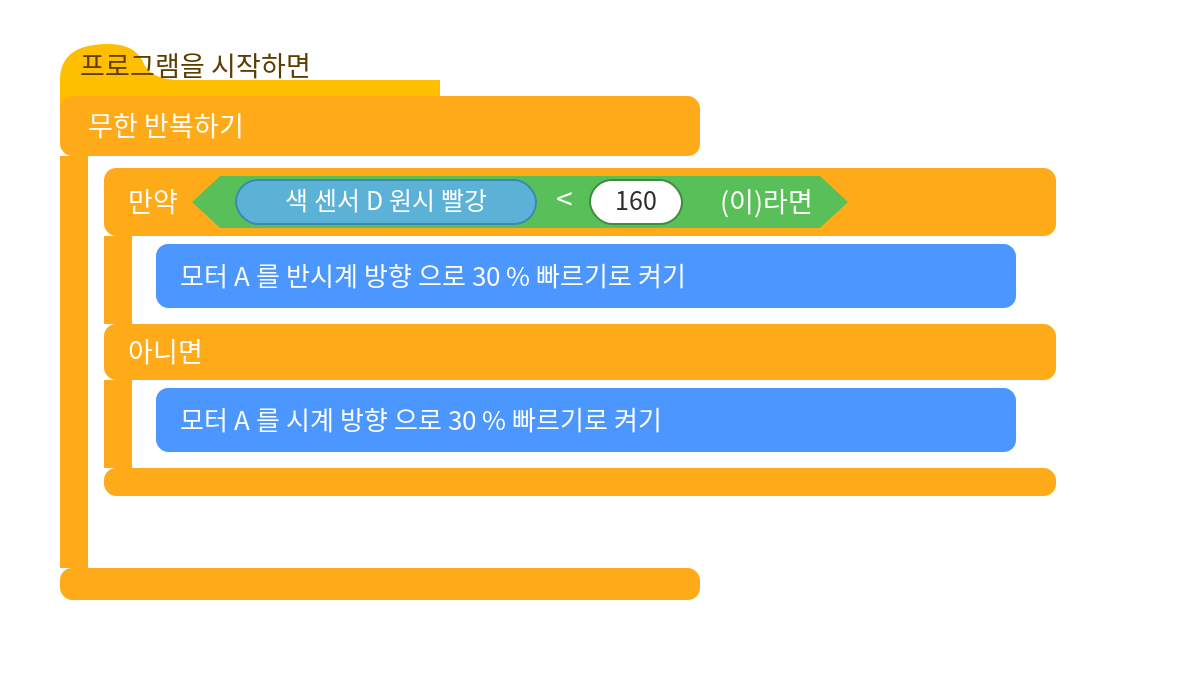 프로그램을 시작하면
무한 반복하기
만약 색 센서 D 원시 빨강 < 160 (이)라면
모터 A 를 반시계 방향 으로 30 % 빠르기로 켜기
아니면
모터 A 를 시계 방향 으로 30 % 빠르기로 켜기